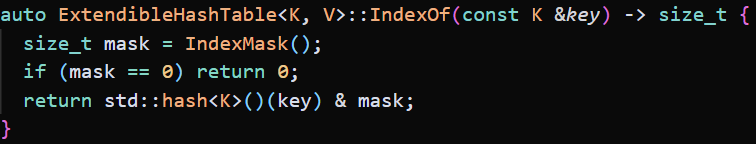 auto ExtendibleHashTable<K, V>::IndexOf(const K &key) -> size_t {
  size_t mask = IndexMask();
  if (mask == 0) return 0;
  return std::hash<K>()(key) & mask;
}